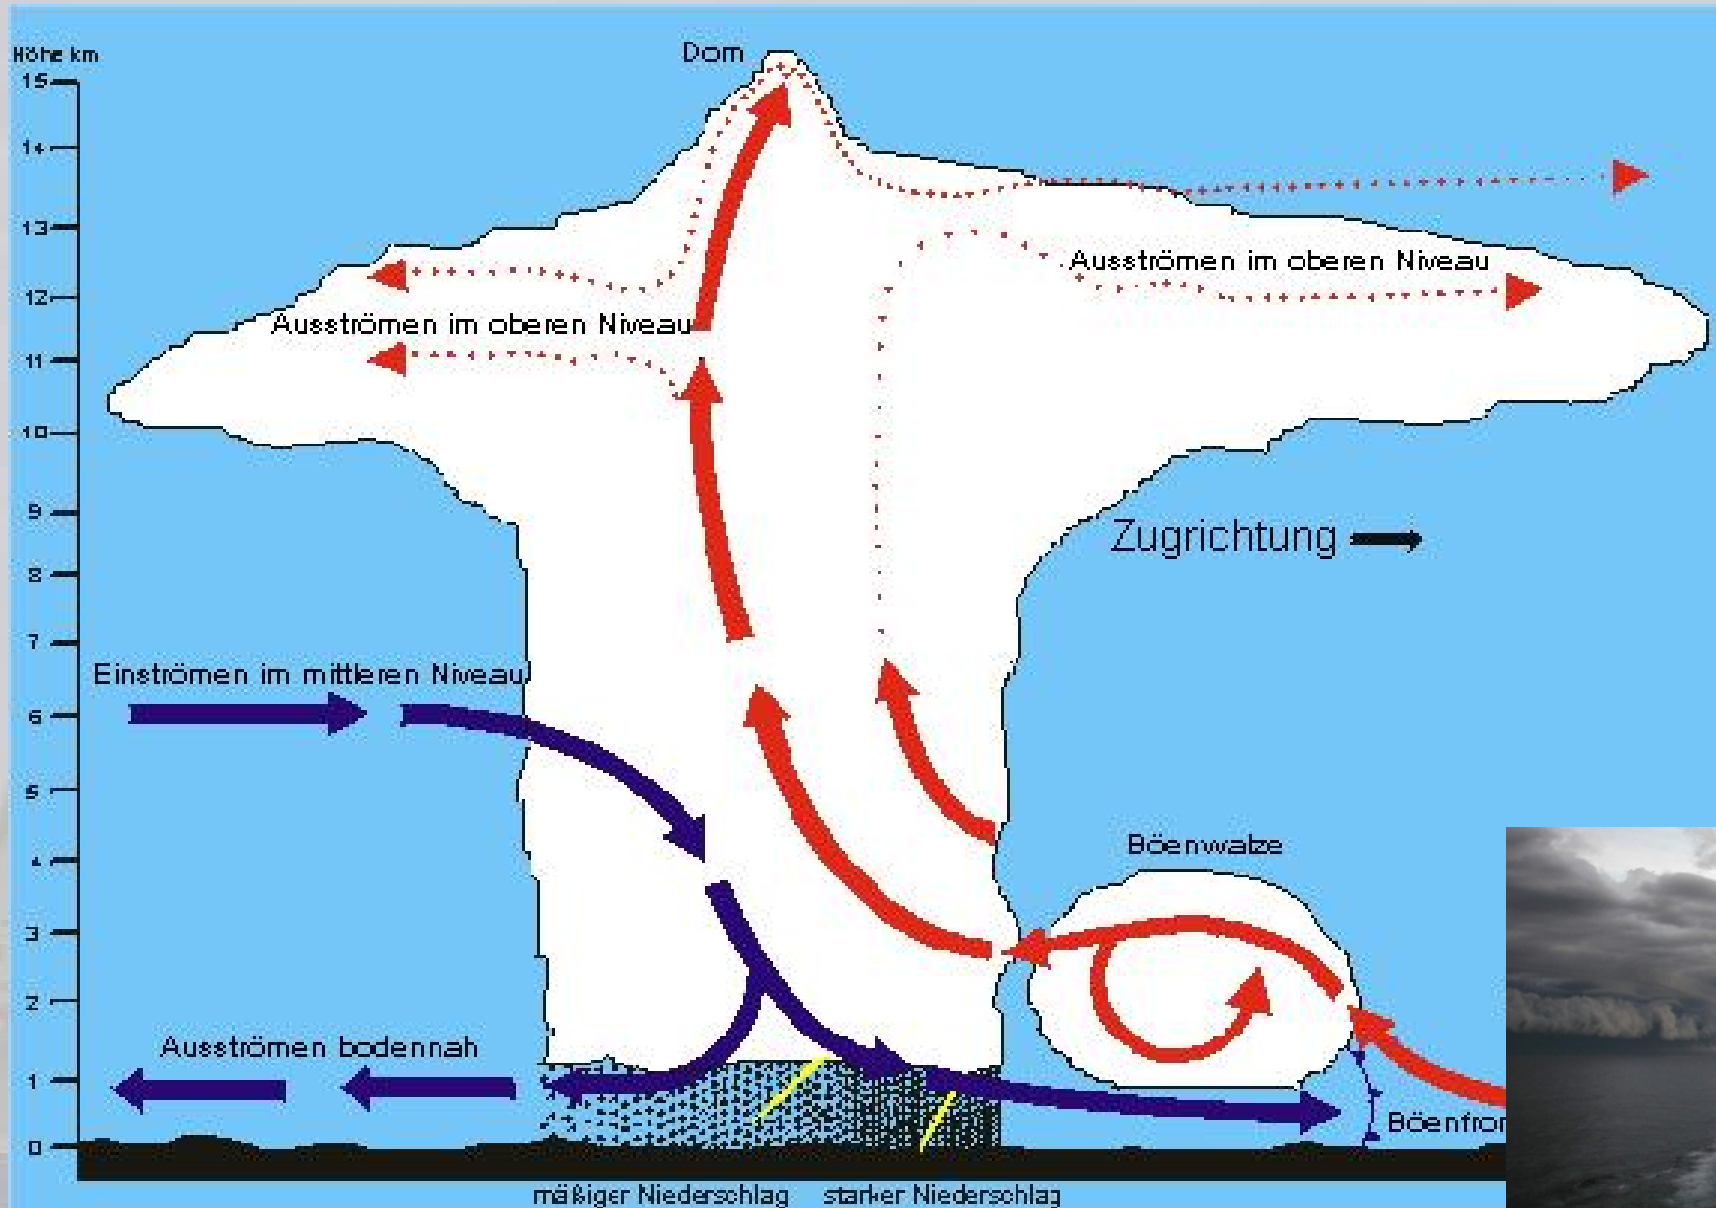 Höhe km
Dom
15
14
13
12
11
10
9
8
7
6
5
4
3
2
1
0
Ausströmen im oberen Niveau
Ausströmen im oberen Niveau
Zugrichtung
Einströmen im mittleren Niveau
Böenwalze
Ausströmen bodennah
Böenfron
mäßiger Niederschlag
starker Niederschlag